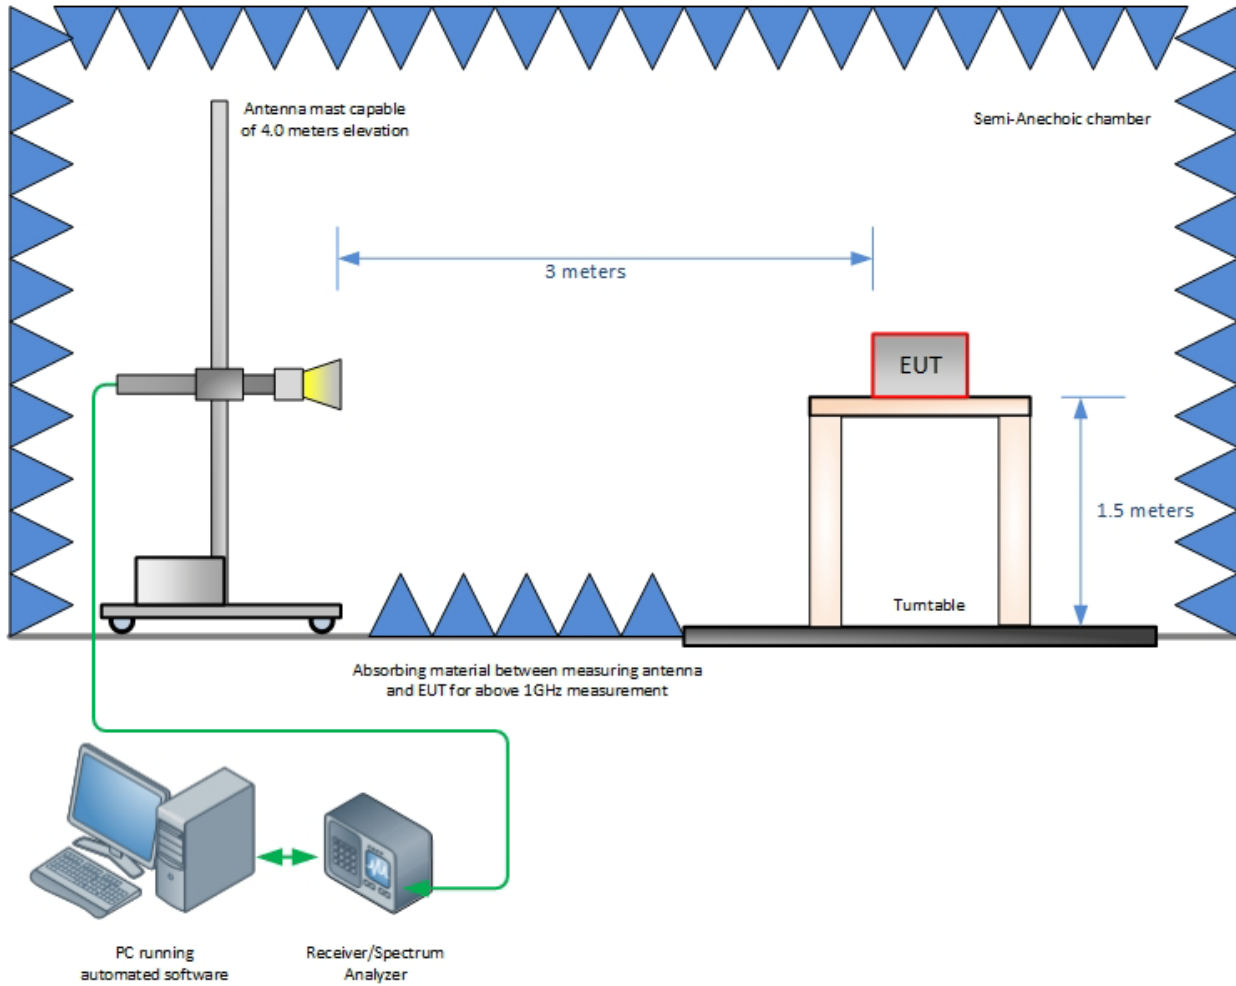 Antenna mast capable
of 4.0 meters elevation
Semi-Anechoic chamber
3 meters
EUT
1.5 meters
Turntable
Absorbing material between measuring antenna
and EUT for above 1GHz measurement
PC running
automated software
Receiver/Spectrum
Analyzer